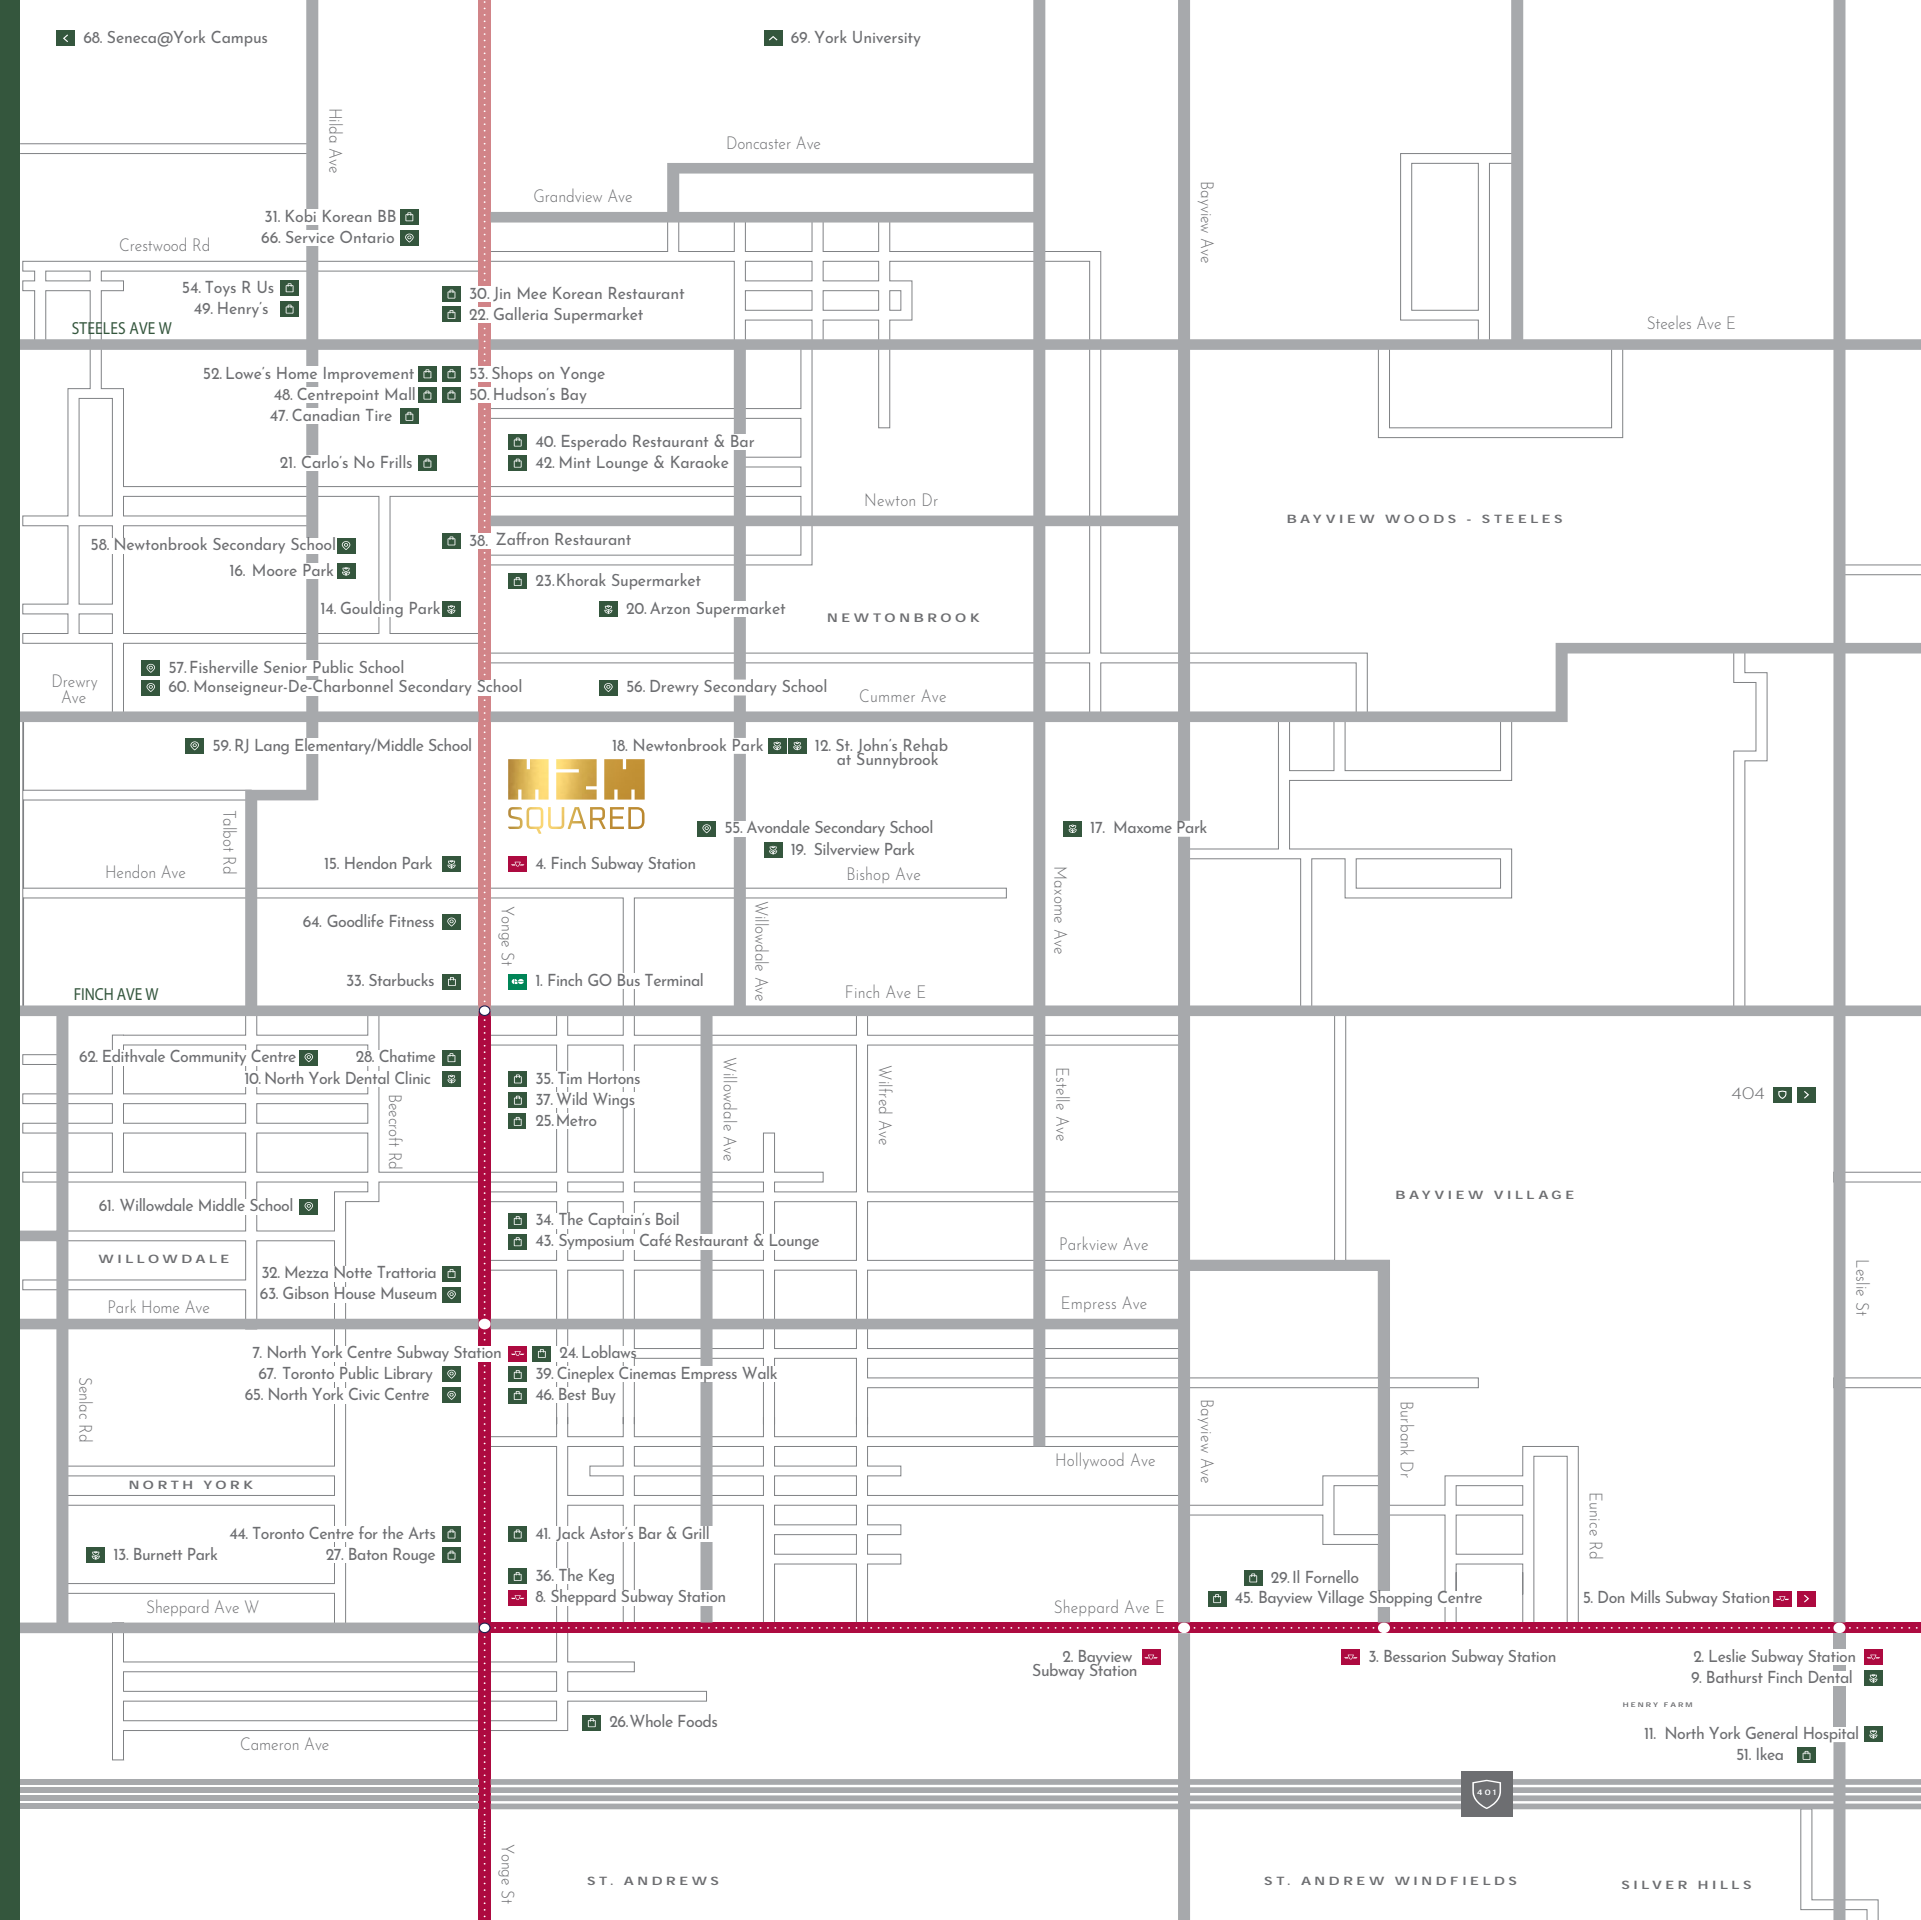 68. Seneca@York Campus
69. York University
Hilda Ave
Doncaster Ave
Grandview Ave
Bayview Ave
31. Kobi Korean BB
66. Service Ontario
Crestwood Rd
54. Toys R Us
49. Henry's
30. Jin Mee Korean Restaurant
22. Galleria Supermarket
STEELES AVE W
Steeles Ave E
52. Lowe's Home Improvement
53. Shops on Yonge
48. Centrepoint Mall
50. Hudson's Bay
47. Canadian Tire
40. Esperado Restaurant & Bar
42. Mint Lounge & Karaoke
21. Carlo's No Frills
Newton Dr
BAYVIEW WOODS - STEELES
58. Newtonbrook Secondary School
38. Zaffron Restaurant
16. Moore Park
23. Khorak Supermarket
14. Goulding Park
20. Arzon Supermarket
NEWTONBROOK
57. Fisherville Senior Public School
60. Monseigneur-De-Charbonnel Secondary School
56. Drewry Secondary School
Drewry
Ave
Cummer Ave
59. RJ Lang Elementary/Middle School
18. Newtonbrook Park
12. St. John's Rehab
at Sunnybrook
M2M
SQUARED
Talbot Rd
55. Avondale Secondary School
17. Maxome Park
19. Silverview Park
15. Hendon Park
4. Finch Subway Station
Hendon Ave
Bishop Ave
Maxome Ave
64. Goodlife Fitness
Yonge St
Willowdale Ave
33. Starbucks
1. Finch GO Bus Terminal
FINCH AVE W
Finch Ave E
62. Edithvale Community Centre
28. Chatime
10. North York Dental Clinic
35. Tim Hortons
37. Wild Wings
25. Metro
Beecroft Rd
Willowdale Ave
Wilfred Ave
Estelle Ave
404
61. Willowdale Middle School
BAYVIEW VILLAGE
34. The Captain's Boil
43. Symposium Café Restaurant & Lounge
WILLOWDALE
Parkview Ave
32. Mezza Notte Trattoria
63. Gibson House Museum
Leslie St
Park Home Ave
Empress Ave
7. North York Centre Subway Station
24. Loblaws
67. Toronto Public Library
39. Cineplex Cinemas Empress Walk
65. North York Civic Centre
46. Best Buy
Senlac Rd
Bayview Ave
Burbank Dr
Hollywood Ave
NORTH YORK
Eunice Rd
44. Toronto Centre for the Arts
41. Jack Astor's Bar & Grill
13. Burnett Park
27. Baton Rouge
36. The Keg
8. Sheppard Subway Station
29. Il Fornello
45. Bayview Village Shopping Centre
5. Don Mills Subway Station
Sheppard Ave W
Sheppard Ave E
2. Bayview
Subway Station
3. Bessarion Subway Station
2. Leslie Subway Station
9. Bathurst Finch Dental
HENRY FARM
26. Whole Foods
11. North York General Hospital
51. Ikea
Cameron Ave
401
Yonge St
ST. ANDREWS
ST. ANDREW WINDFIELDS
SILVER HILLS